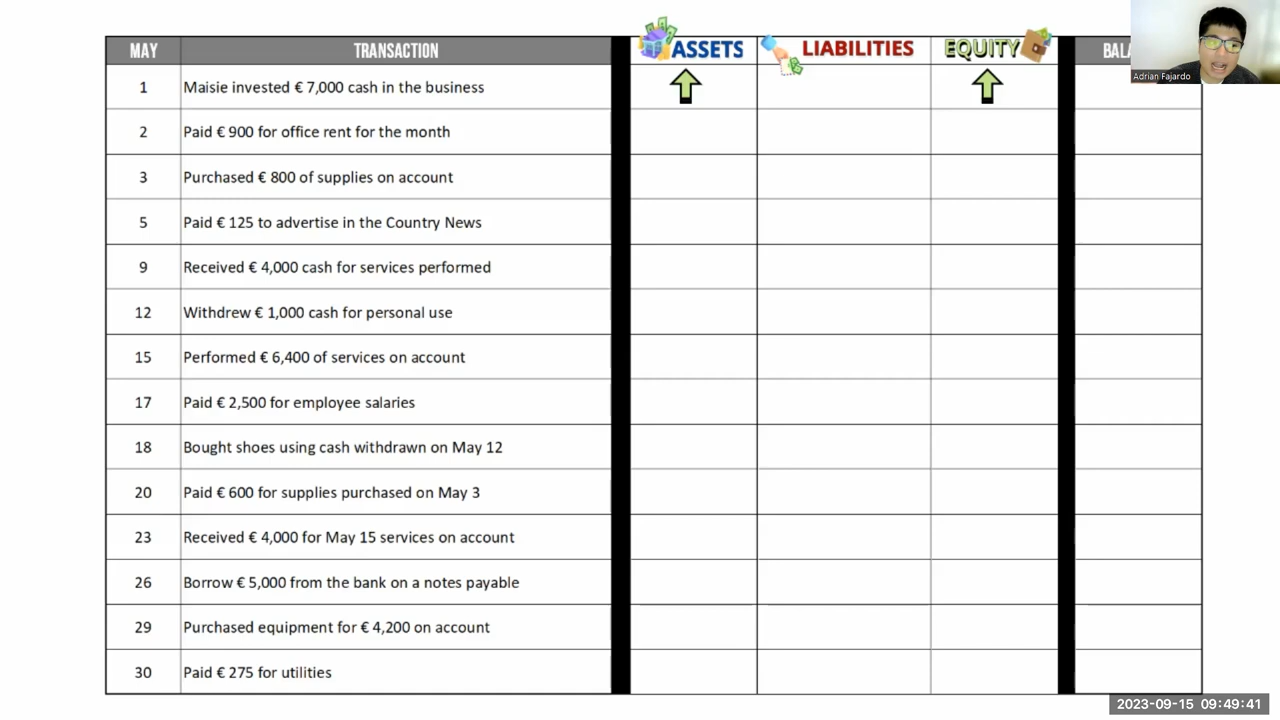 MAY TRANSACTION ASSETS LIABILITIES EQUITY
Adrian Fajardo
1 Maisie invested € 7,000 cash in the business
2 Paid € 900 for office rent for the month
3 Purchased € 800 of supplies on account
5 Paid € 125 to advertise in the Country News
9 Received € 4,000 cash for services performed
12 Withdrew € 1,000 cash for personal use
15 Performed € 6,400 of services on account
17 Paid € 2,500 for employee salaries
18 Bought shoes using cash withdrawn on May 12
20 Paid € 600 for supplies purchased on May 3
23 Received € 4,000 for May 15 services on account
26 Borrow € 5,000 from the bank on a notes payable
29 Purchased equipment for € 4,200 on account
30 Paid € 275 for utilities
2023-09-15 09:49:41